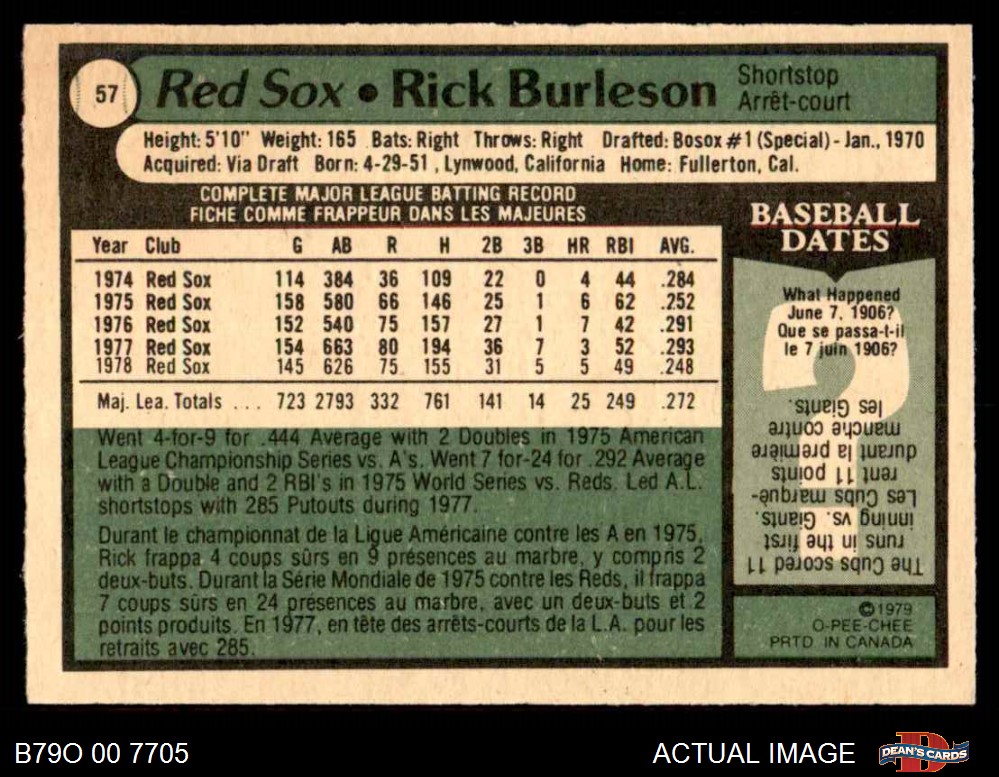 57
Red Sox • Rick Burleson
Shortstop
Arrêt-court
Height: 5'10" Weight: 165 Bats: Right Throws: Right Drafted: Bosox #1 (Special) - Jan., 1970
Acquired: Via Draft Born: 4-29-51, Lynwood, California Home: Fullerton, Cal.
COMPLETE MAJOR LEAGUE BATTING RECORD
FICHE COMME FRAPPEUR DANS LES MAJEURES
Year Club G AB R H 2B 3B HR RBI AVG.
1974 Red Sox 114 384 36 109 22 0 4 44 .284
1975 Red Sox 158 580 66 146 25 1 6 62 .252
1976 Red Sox 152 540 75 157 27 1 7 42 .291
1977 Red Sox 154 663 80 194 36 7 3 52 .293
1978 Red Sox 145 626 75 155 31 5 5 49 .248
Maj. Lea. Totals ... 723 2793 332 761 141 14 25 249 .272
Went 4-for-9 for .444 Average with 2 Doubles in 1975 American
League Championship Series vs. A's. Went 7 for-24 for .292 Average
with a Double and 2 RBI's in 1975 World Series vs. Reds. Led A.L.
shortstops with 285 Putouts during 1977.
Durant le championnat de la Ligue Américaine contre les A en 1975,
Rick frappa 4 coups sûrs en 9 présences au marbre, y compris 2
deux-buts. Durant la Série Mondiale de 1975 contre les Reds, il frappa
7 coups sûrs en 24 présences au marbre, avec un deux-buts et 2
points produits. En 1977, en tête des arrêts-courts de la L.A. pour les
retraits avec 285.
BASEBALL
DATES
What Happened
June 7, 1906?
Que se passa-t-il
le 7 juin 1906?
The Cubs scored 11
runs in the first
inning vs. Giants.
Les Cubs marquè-
rent 11 points
durant la première
manche contre
les Giants.
©1979
O-PEE-CHEE
PRTD IN CANADA
B79O 00 7705
ACTUAL IMAGE
DEAN'S CARDS